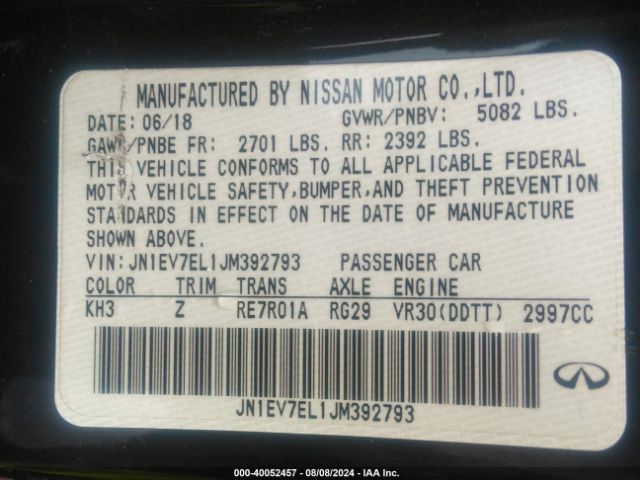 MANUFACTURED BY NISSAN MOTOR CO.,LTD.
DATE: 06/18 GVWR/PNBV: 5082 LBS.
GAWR/PNBE FR: 2701 LBS. RR: 2392 LBS.
THIS VEHICLE CONFORMS TO ALL APPLICABLE FEDERAL
MOTOR VEHICLE SAFETY,BUMPER,AND THEFT PREVENTION
STANDARDS IN EFFECT ON THE DATE OF MANUFACTURE
SHOWN ABOVE.
VIN:JN1EV7EL1JM392793 PASSENGER CAR
COLOR TRIM TRANS AXLE ENGINE
KH3 Z RE7R01A RG29 VR30(DDTT) 2997CC
JN1EV7EL1JM392793
000-40052457 - 08/08/2024 - IAA Inc.